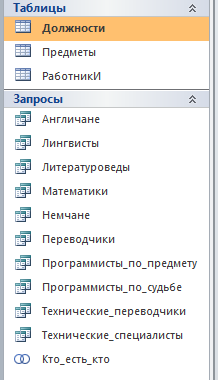 Таблицы
Должности
Предметы
РаботникИ
Запросы
Англичане
Лингвисты
Литературоведы
Математики
Немчане
Переводчики
Программисты_по_предмету
Программисты_по_судьбе
Технические_переводчики
Технические_специалисты
Кто_есть_кто